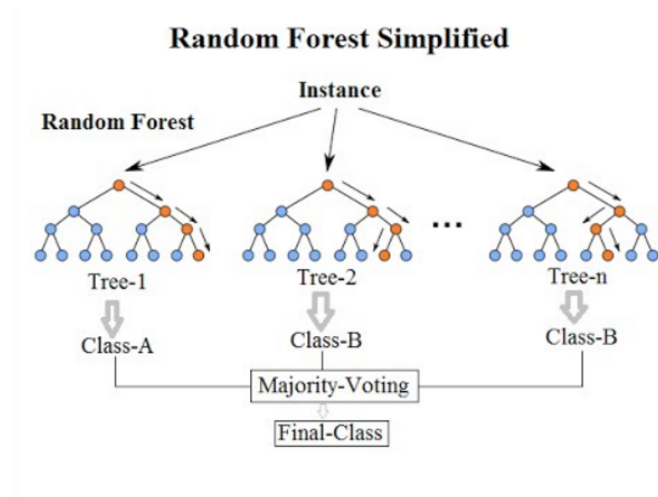 Random Forest Simplified
Instance
Random Forest
...
Tree-1
Tree-2
Tree-n
Class-A
Class-B
Class-B
Majority-Voting
Final-Class